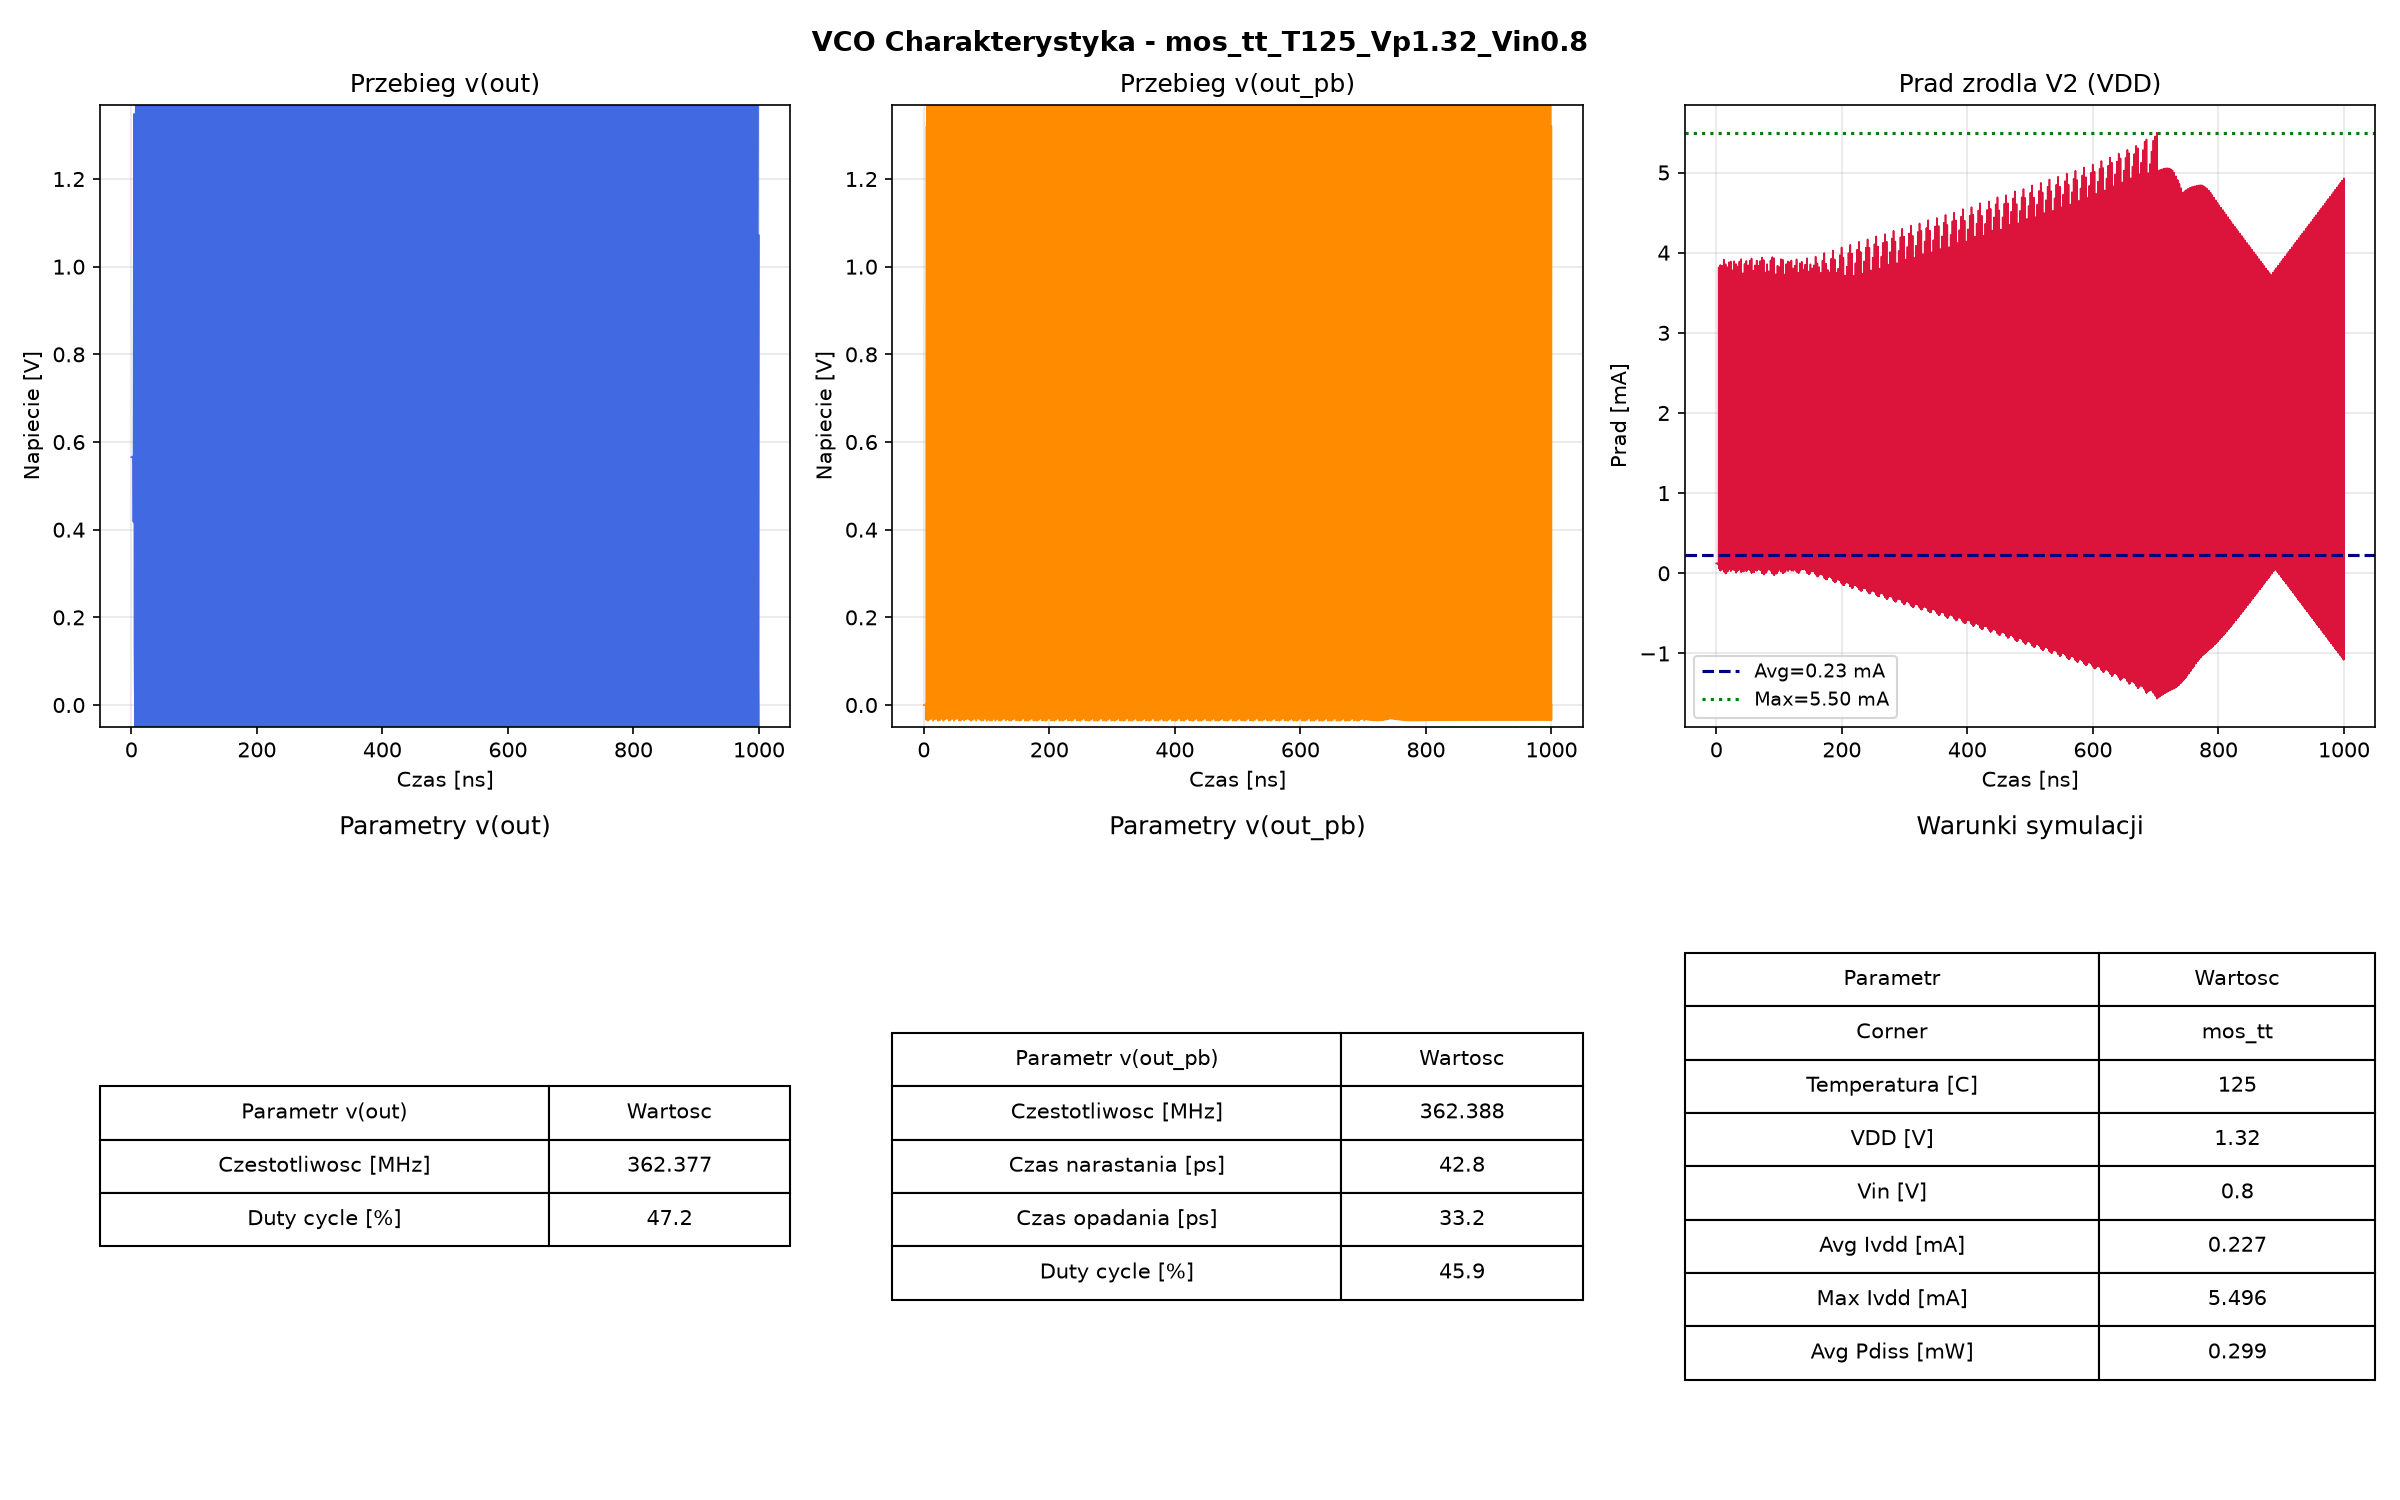 VCO Charakterystyka - mos_tt_T125_Vp1.32_Vin0.8
Przebieg v(out)
Napiecie [V]
1.2
1.0
0.8
0.6
0.4
0.2
0.0
0 200 400 600 800 1000
Czas [ns]
Przebieg v(out_pb)
Napiecie [V]
1.2
1.0
0.8
0.6
0.4
0.2
0.0
0 200 400 600 800 1000
Czas [ns]
Prad zrodla V2 (VDD)
Prad [mA]
5
4
3
2
1
0
−1
Avg=0.23 mA
Max=5.50 mA
0 200 400 600 800 1000
Czas [ns]
Parametry v(out)
Parametr v(out) Wartosc
Czestotliwosc [MHz] 362.377
Duty cycle [%] 47.2
Parametry v(out_pb)
Parametr v(out_pb) Wartosc
Czestotliwosc [MHz] 362.388
Czas narastania [ps] 42.8
Czas opadania [ps] 33.2
Duty cycle [%] 45.9
Warunki symulacji
Parametr Wartosc
Corner mos_tt
Temperatura [C] 125
VDD [V] 1.32
Vin [V] 0.8
Avg Ivdd [mA] 0.227
Max Ivdd [mA] 5.496
Avg Pdiss [mW] 0.299